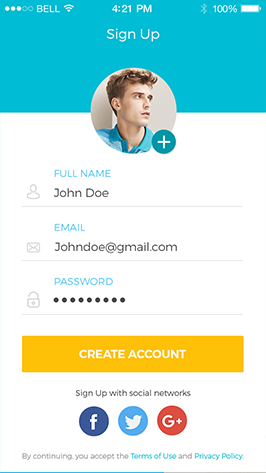 BELL 4:21 PM 100%
Sign Up
FULL NAME
John Doe
EMAIL
Johndoe@gmail.com
PASSWORD
●●●●●●●●●
CREATE ACCOUNT
Sign Up with social networks
f G+
By continuing, you accept the Terms of Use and Privacy Policy.